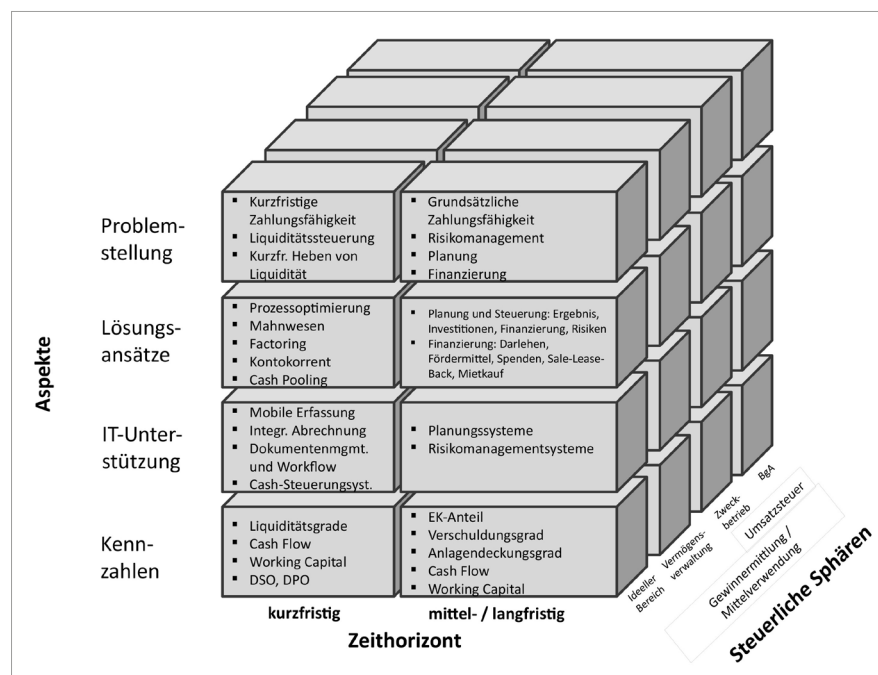 Aspekte
Problem-
stellung
Kurzfristige
Zahlungsfähigkeit
Liquiditätssteuerung
Kurzfr. Heben von
Liquidität
Grundsätzliche
Zahlungsfähigkeit
Risikomanagement
Planung
Finanzierung
Lösungs-
ansätze
Prozessoptimierung
Mahnwesen
Factoring
Kontokorrent
Cash Pooling
Planung und Steuerung: Ergebnis,
Investitionen, Finanzierung, Risiken
Finanzierung: Darlehen,
Fördermittel, Spenden, Sale-Lease-
Back, Mietkauf
IT-Unter-
stützung
Mobile Erfassung
Integr. Abrechnung
Dokumentenmgmt.
und Workflow
Cash-Steuerungsyst.
Planungssysteme
Risikomanagementsysteme
Kenn-
zahlen
Liquiditätsgrade
Cash Flow
Working Capital
DSO, DPO
EK-Anteil
Verschuldungsgrad
Anlagendeckungsgrad
Cash Flow
Working Capital
kurzfristig
mittel- / langfristig
Zeithorizont
Ideeller
Bereich
Vermögens-
verwaltung
Zweck-
betrieb
BgA
Umsatzsteuer
Gewinnermittlung /
Mittelverwendung
Steuerliche Sphären